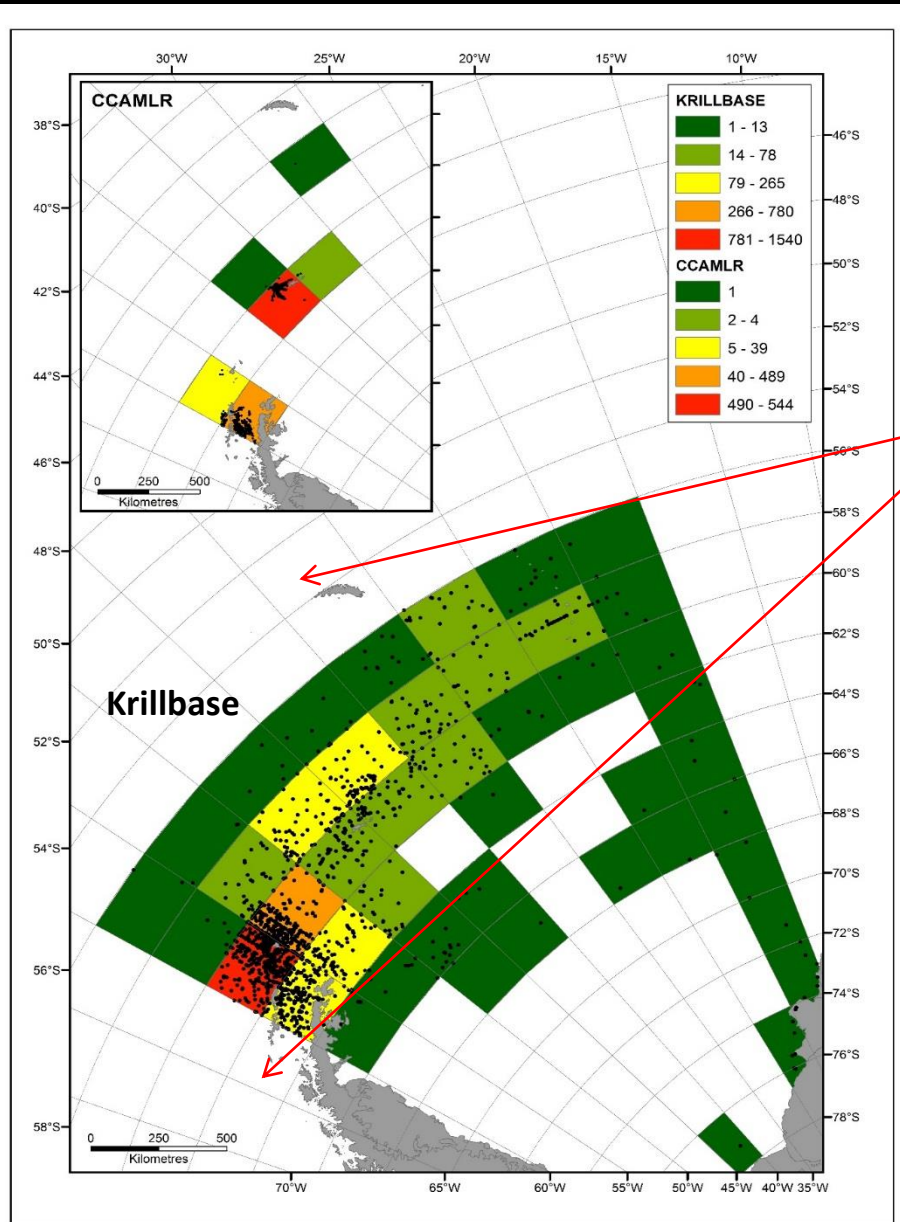 30°W 25°W 20°W 15°W 10°W
CCAMLR
38°S
40°S
42°S
44°S
46°S
48°S
50°S
52°S
54°S
56°S
58°S
0 250 500
Kilometres
KRILLBASE
1 - 13
14 - 78
79 - 265
266 - 780
781 - 1540
CCAMLR
1
2 - 4
5 - 39
40 - 489
490 - 544
46°S
48°S
50°S
52°S
54°S
56°S
58°S
60°S
62°S
64°S
66°S
68°S
70°S
72°S
74°S
76°S
78°S
Krillbase
0 250 500
Kilometres
70°W 65°W 60°W 55°W 50°W 45°W 40°W 35°W